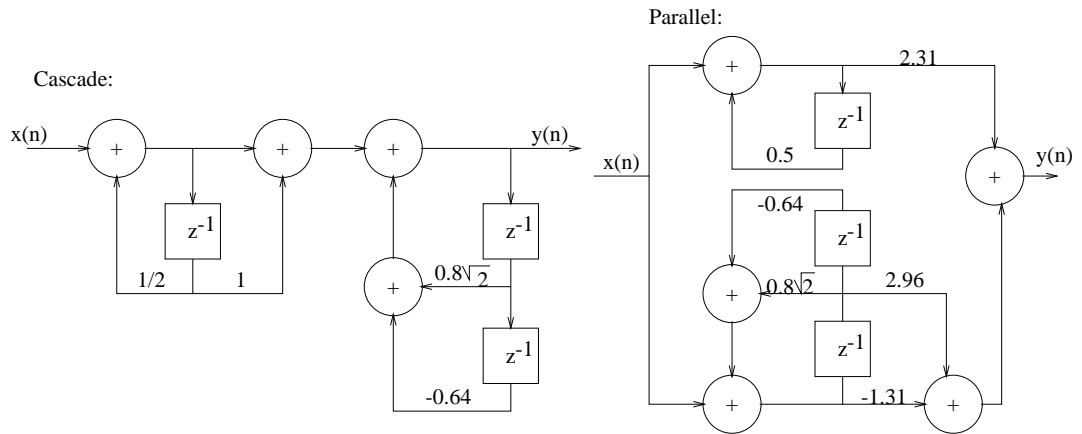 Cascade:
x(n)
+
+
+
y(n)
z-1
z-1
1/2
1
+
0.8√2
z-1
-0.64
Parallel:
+
2.31
z-1
0.5
x(n)
+
y(n)
-0.64
z-1
+
0.8√2
2.96
z-1
+
-1.31
+